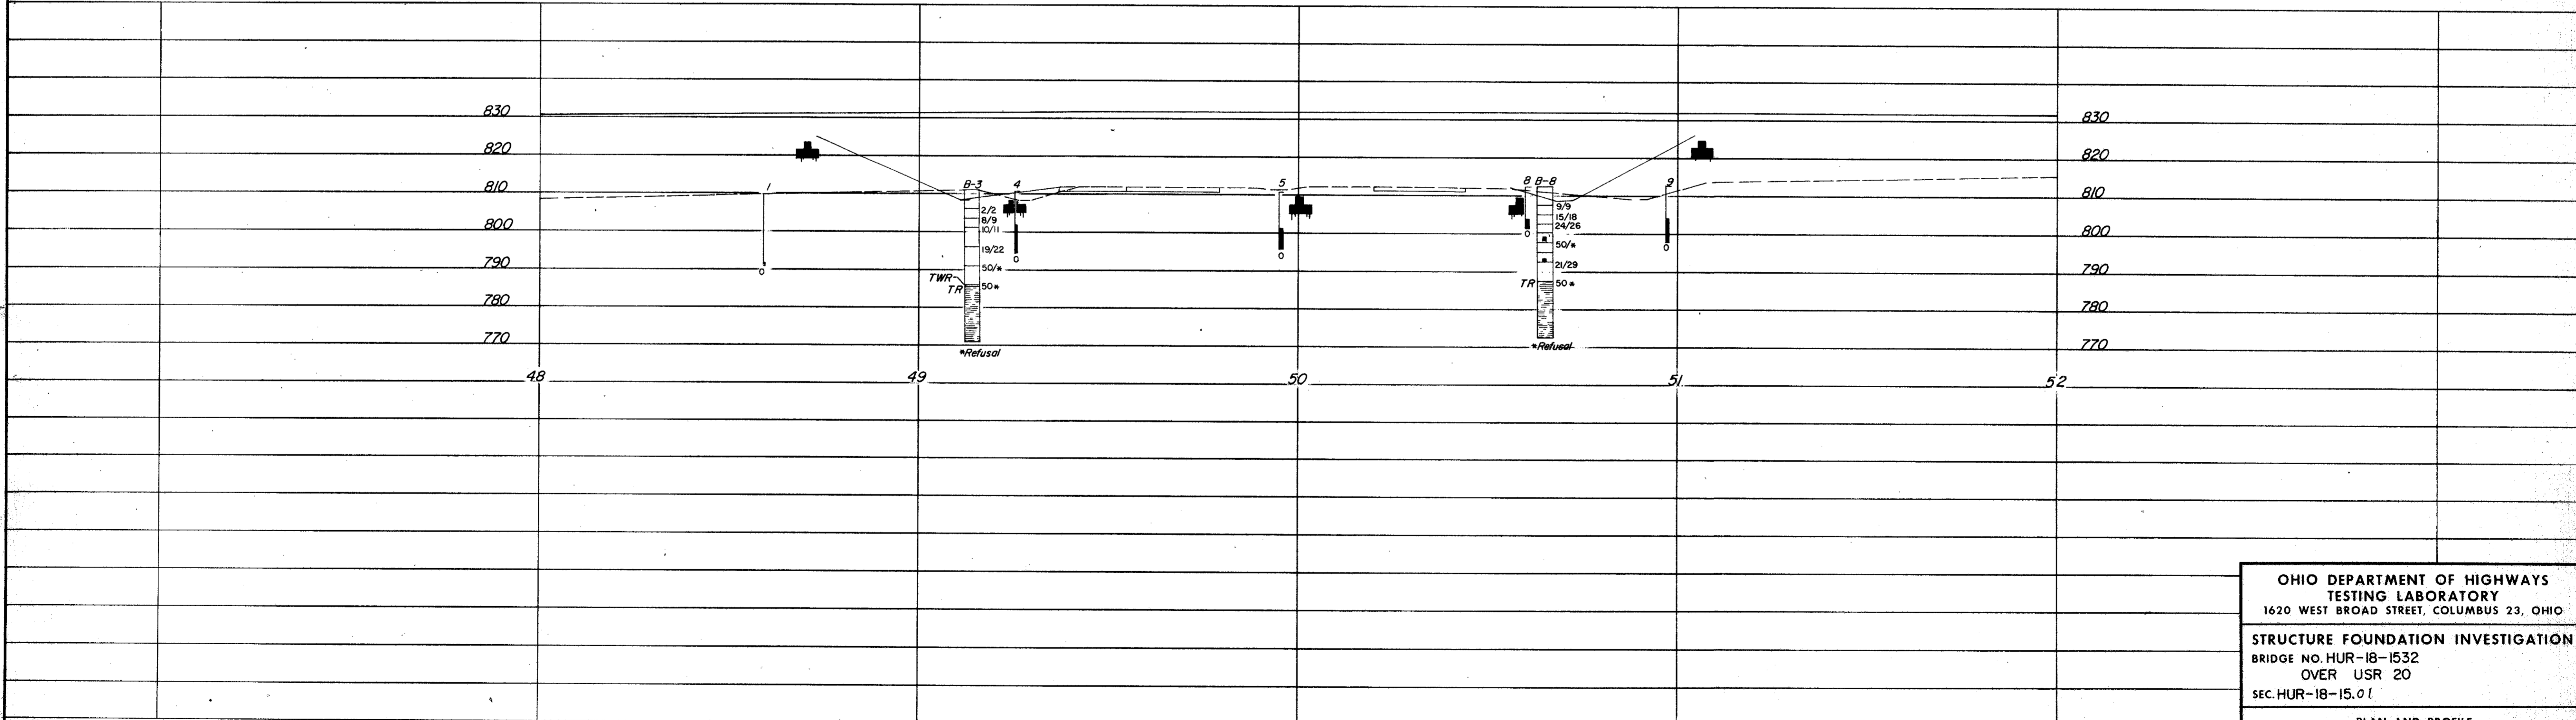 830
830
820
820
810
1
B-3
4
5
8
B-8
9
810
2/2
8/9
9/9
15/18
800
10/11
24/26
800
0
0
19/22
50/*
0
0
790
0
50/*
21/29
790
TWR
TR
50*
TR
50*
780
780
770
770
*Refusal
*Refusal
48
49
50
51
52
OHIO DEPARTMENT OF HIGHWAYS
TESTING LABORATORY
1620 WEST BROAD STREET, COLUMBUS 23, OHIO
STRUCTURE FOUNDATION INVESTIGATION
BRIDGE NO. HUR-18-1532
OVER USR 20
SEC. HUR-18-15.01
PLAN AND PROFILE